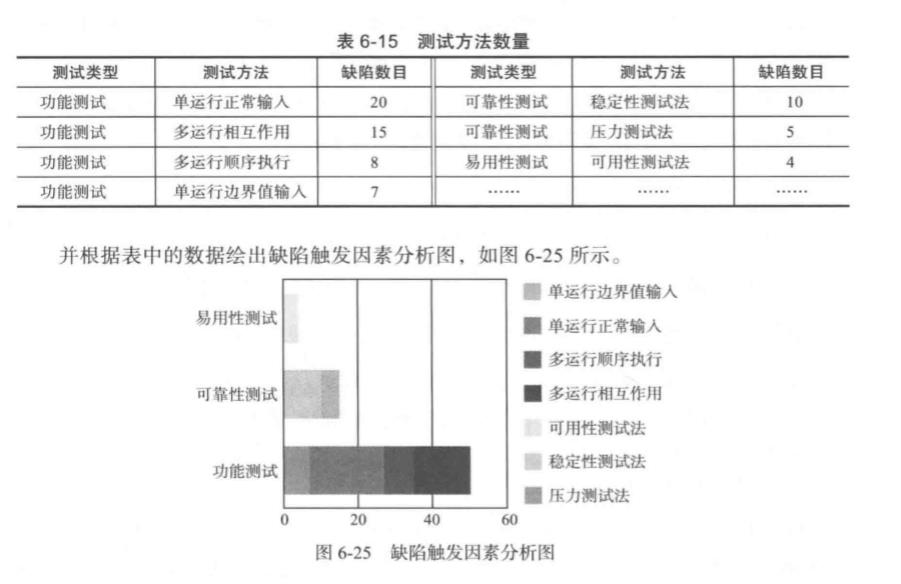 表 6-15 测试方法数量
测试类型 测试方法 缺陷数目 测试类型 测试方法 缺陷数目
功能测试 单运行正常输入 20 可靠性测试 稳定性测试法 10
功能测试 多运行相互作用 15 可靠性测试 压力测试法 5
功能测试 多运行顺序执行 8 易用性测试 可用性测试法 4
功能测试 单运行边界值输入 7 …… …… ……
并根据表中的数据绘出缺陷触发因素分析图，如图 6-25 所示。
易用性测试
可靠性测试
功能测试
0 20 40 60
单运行边界值输入
单运行正常输入
多运行顺序执行
多运行相互作用
可用性测试法
稳定性测试法
压力测试法
图 6-25 缺陷触发因素分析图